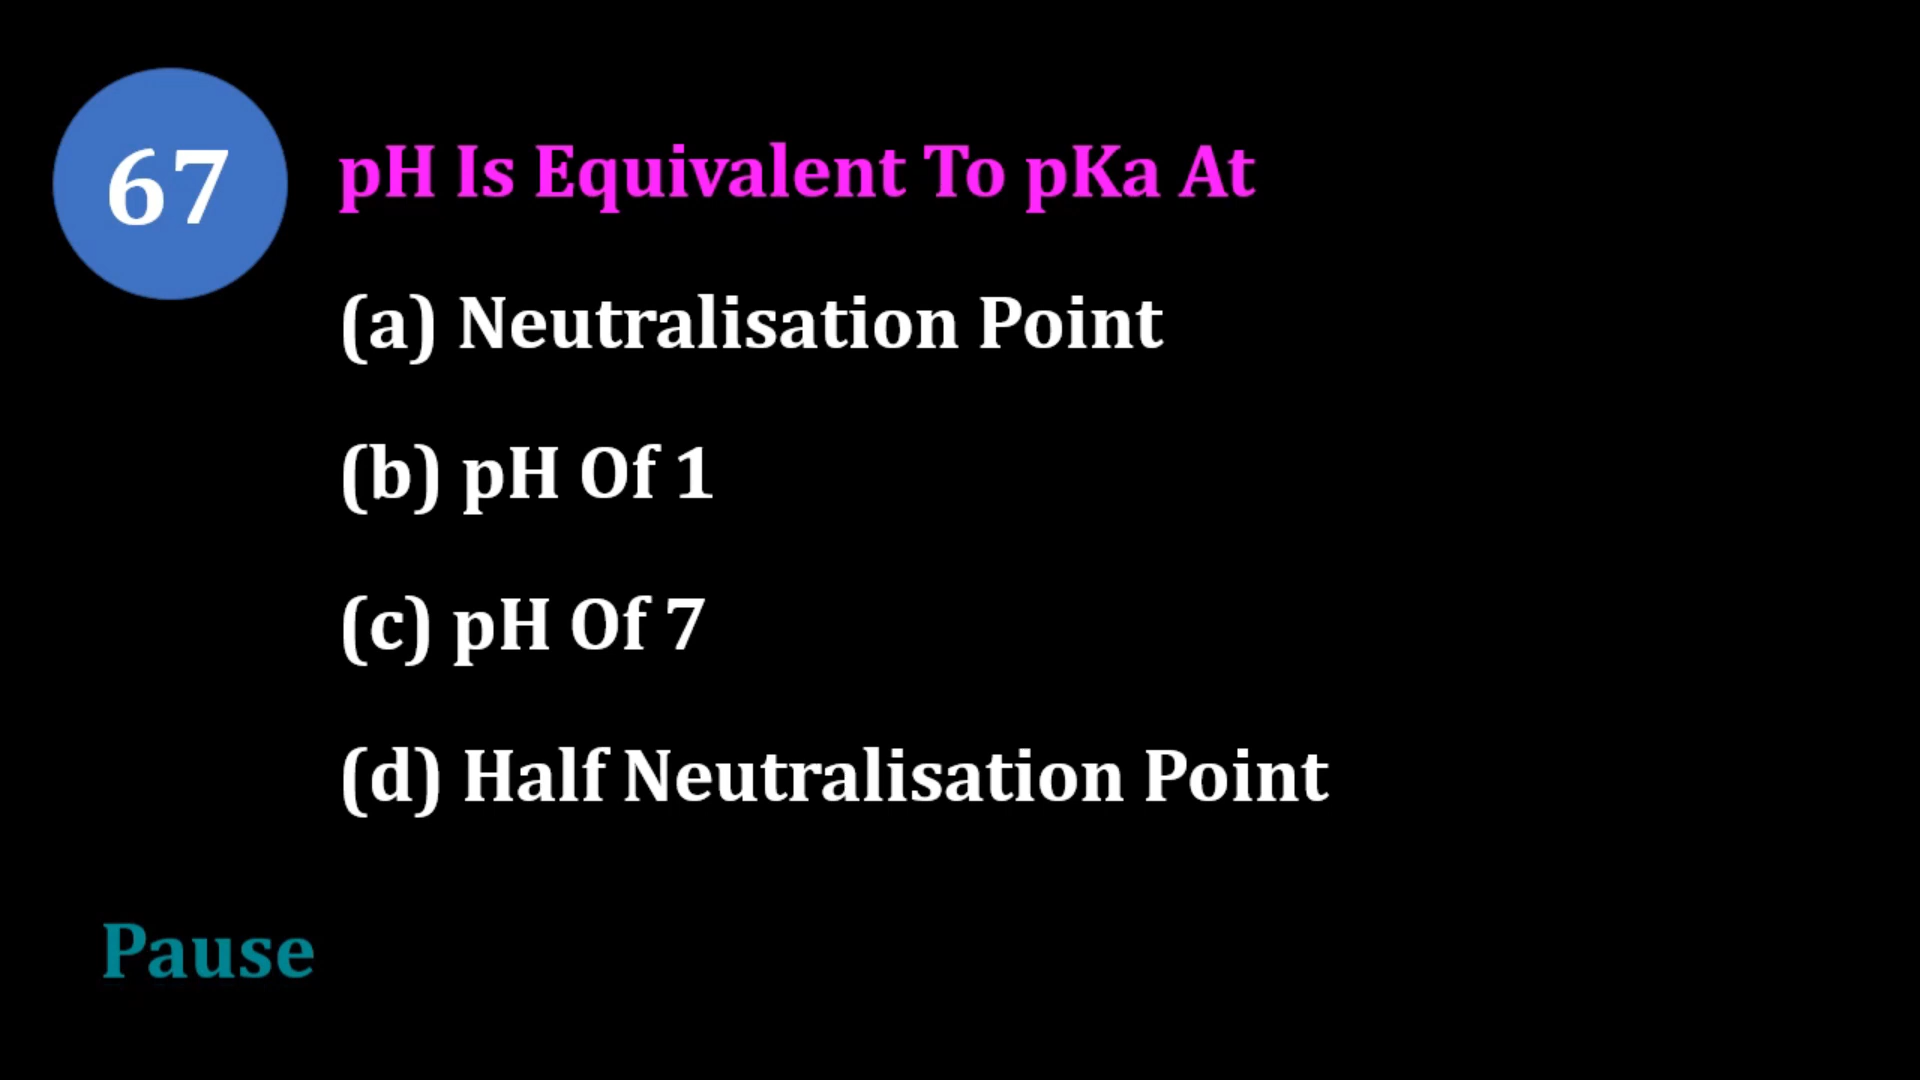 67
pH Is Equivalent To pKa At
(a) Neutralisation Point
(b) pH Of 1
(c) pH Of 7
(d) Half Neutralisation Point
Pause